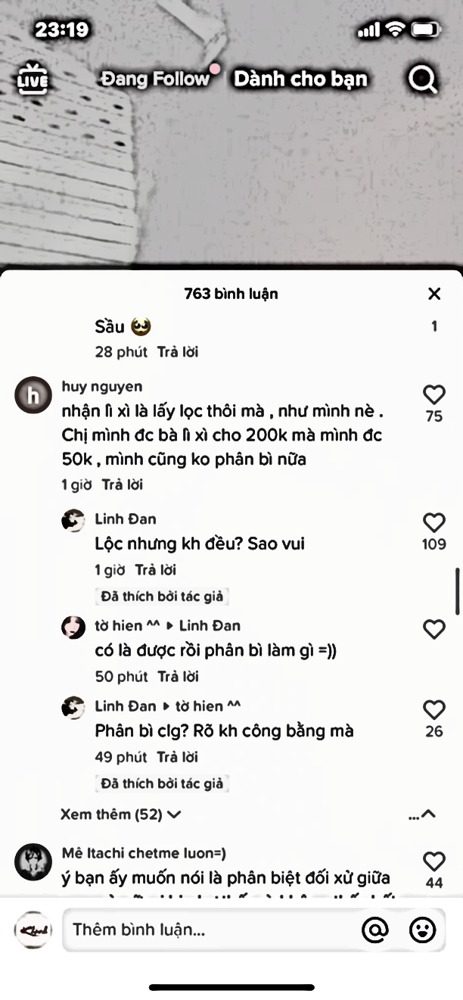 23:19
LIVE
Đang Follow
Dành cho bạn
763 bình luận
Sầu 🥺
1
28 phút Trả lời
h
huy nguyen
nhận lì xì là lấy lọc thôi mà , như mình nè .
Chị mình đc bà lì xì cho 200k mà mình đc
50k , mình cũng ko phân bì nữa
75
1 giờ Trả lời
Linh Đan
Lộc nhưng kh đều? Sao vui
109
1 giờ Trả lời
Đã thích bởi tác giả
tờ hien ^^ ▸ Linh Đan
có là được rồi phân bì làm gì =))
50 phút Trả lời
Linh Đan ▸ tờ hien ^^
Phân bì clg? Rõ kh công bằng mà
26
49 phút Trả lời
Đã thích bởi tác giả
Xem thêm (52)
...
Mê Itachi chetme luon=)
ý bạn ấy muốn nói là phân biệt đối xử giữa
44
Thêm bình luận...